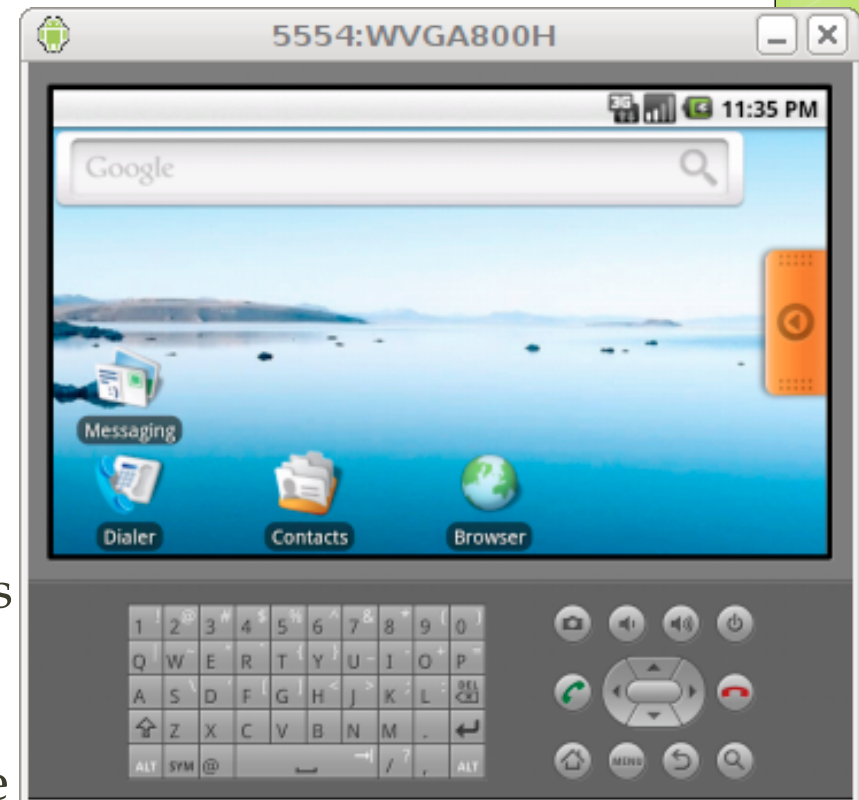 5554:WVGA800H
3G 11:35 PM
Google
Messaging
Dialer Contacts Browser
s
1 ! 2 @ 3 # 4 $ 5 % 6 ^ 7 & 8 * 9 ( 0 )
Q W ~ E " R ` T { Y } U - I O + P =
A S \ D ' F [ G ] H < J > K ; L : DEL
Z X C V B N M .
ALT SYM @ / ? , ALT
MENU
e